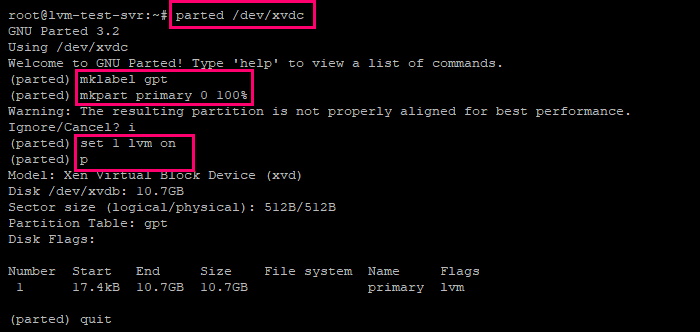 root@lvm-test-svr:~# parted /dev/xvdc
GNU Parted 3.2
Using /dev/xvdc
Welcome to GNU Parted! Type 'help' to view a list of commands.
(parted) mklabel gpt
(parted) mkpart primary 0 100%
Warning: The resulting partition is not properly aligned for best performance.
Ignore/Cancel? i
(parted) set 1 lvm on
(parted) p
Model: Xen Virtual Block Device (xvd)
Disk /dev/xvdb: 10.7GB
Sector size (logical/physical): 512B/512B
Partition Table: gpt
Disk Flags:
Number  Start   End     Size    File system  Name     Flags
 1      17.4kB  10.7GB  10.7GB               primary  lvm
(parted) quit